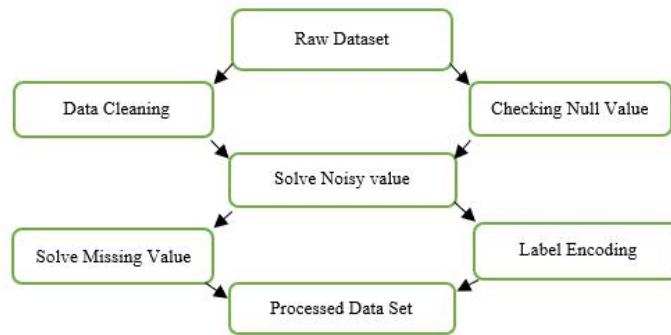 Raw Dataset
Data Cleaning
Checking Null Value
Solve Noisy value
Solve Missing Value
Label Encoding
Processed Data Set